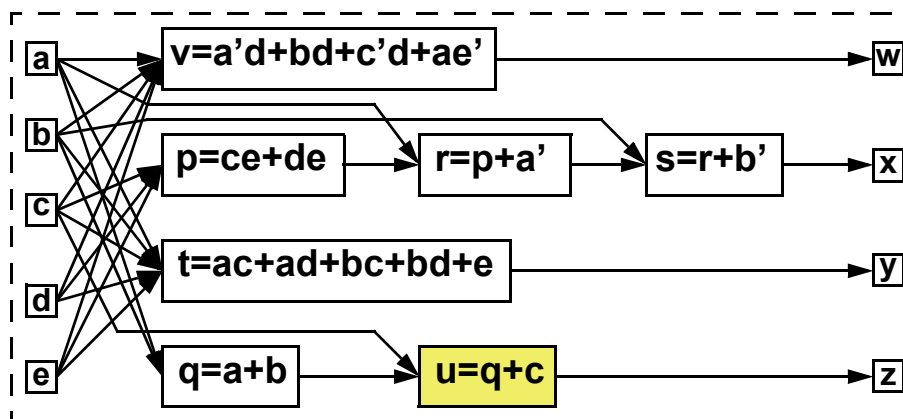 a v=a’d+bd+c’d+ae’ w
b
p=ce+de r=p+a’ s=r+b’ x
c
t=ac+ad+bc+bd+e y
d
e q=a+b u=q+c z